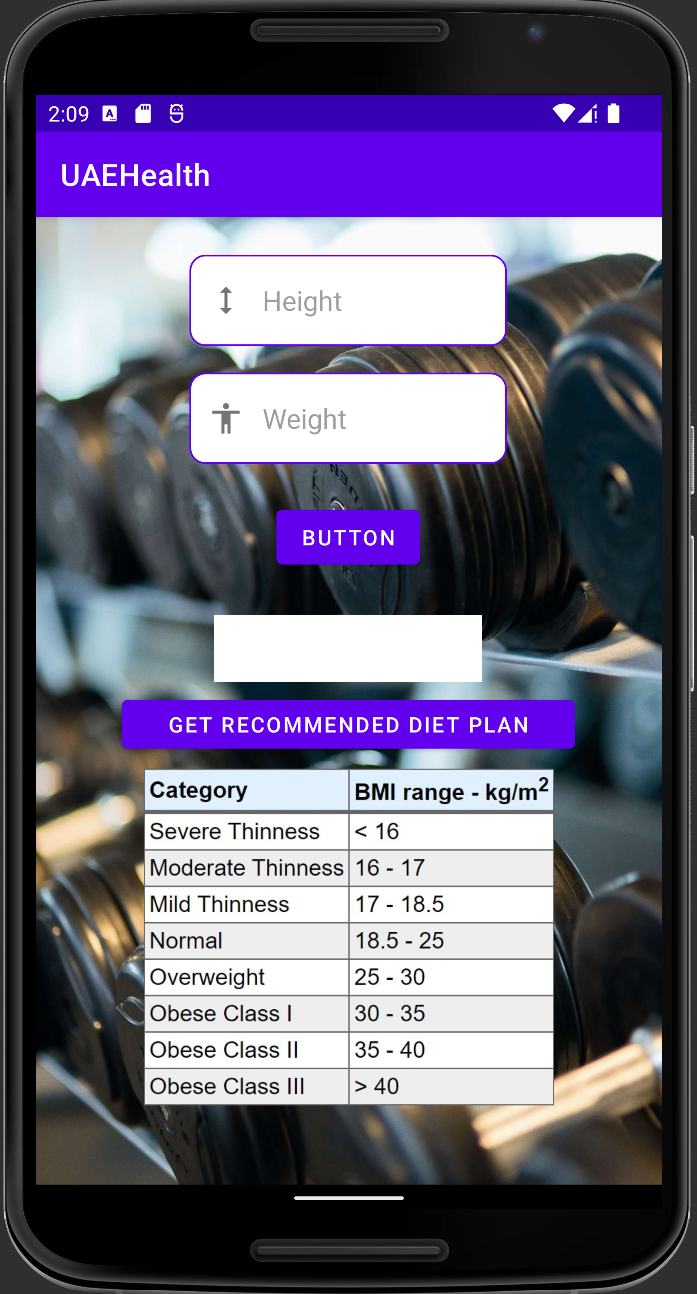 2:09
UAEHealth
Height
Weight
BUTTON
GET RECOMMENDED DIET PLAN
Category BMI range - kg/m²
Severe Thinness < 16
Moderate Thinness 16 - 17
Mild Thinness 17 - 18.5
Normal 18.5 - 25
Overweight 25 - 30
Obese Class I 30 - 35
Obese Class II 35 - 40
Obese Class III > 40